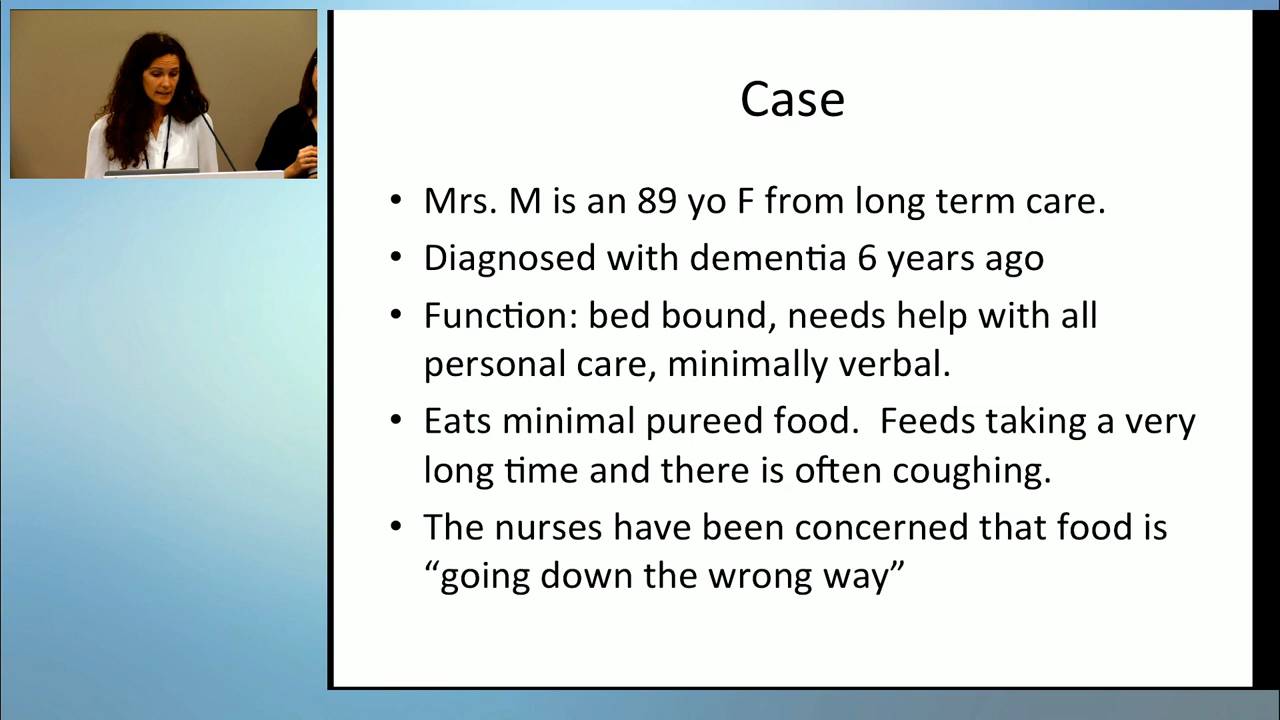 Case
• Mrs. M is an 89 yo F from long term care.
• Diagnosed with dementia 6 years ago
• Function: bed bound, needs help with all
personal care, minimally verbal.
• Eats minimal pureed food.  Feeds taking a very
long time and there is often coughing.
• The nurses have been concerned that food is
“going down the wrong way”